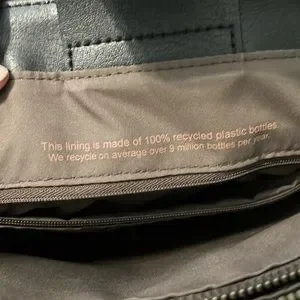 This lining is made of 100% recycled plastic bottles.
We recycle on average over 9 million bottles per year.